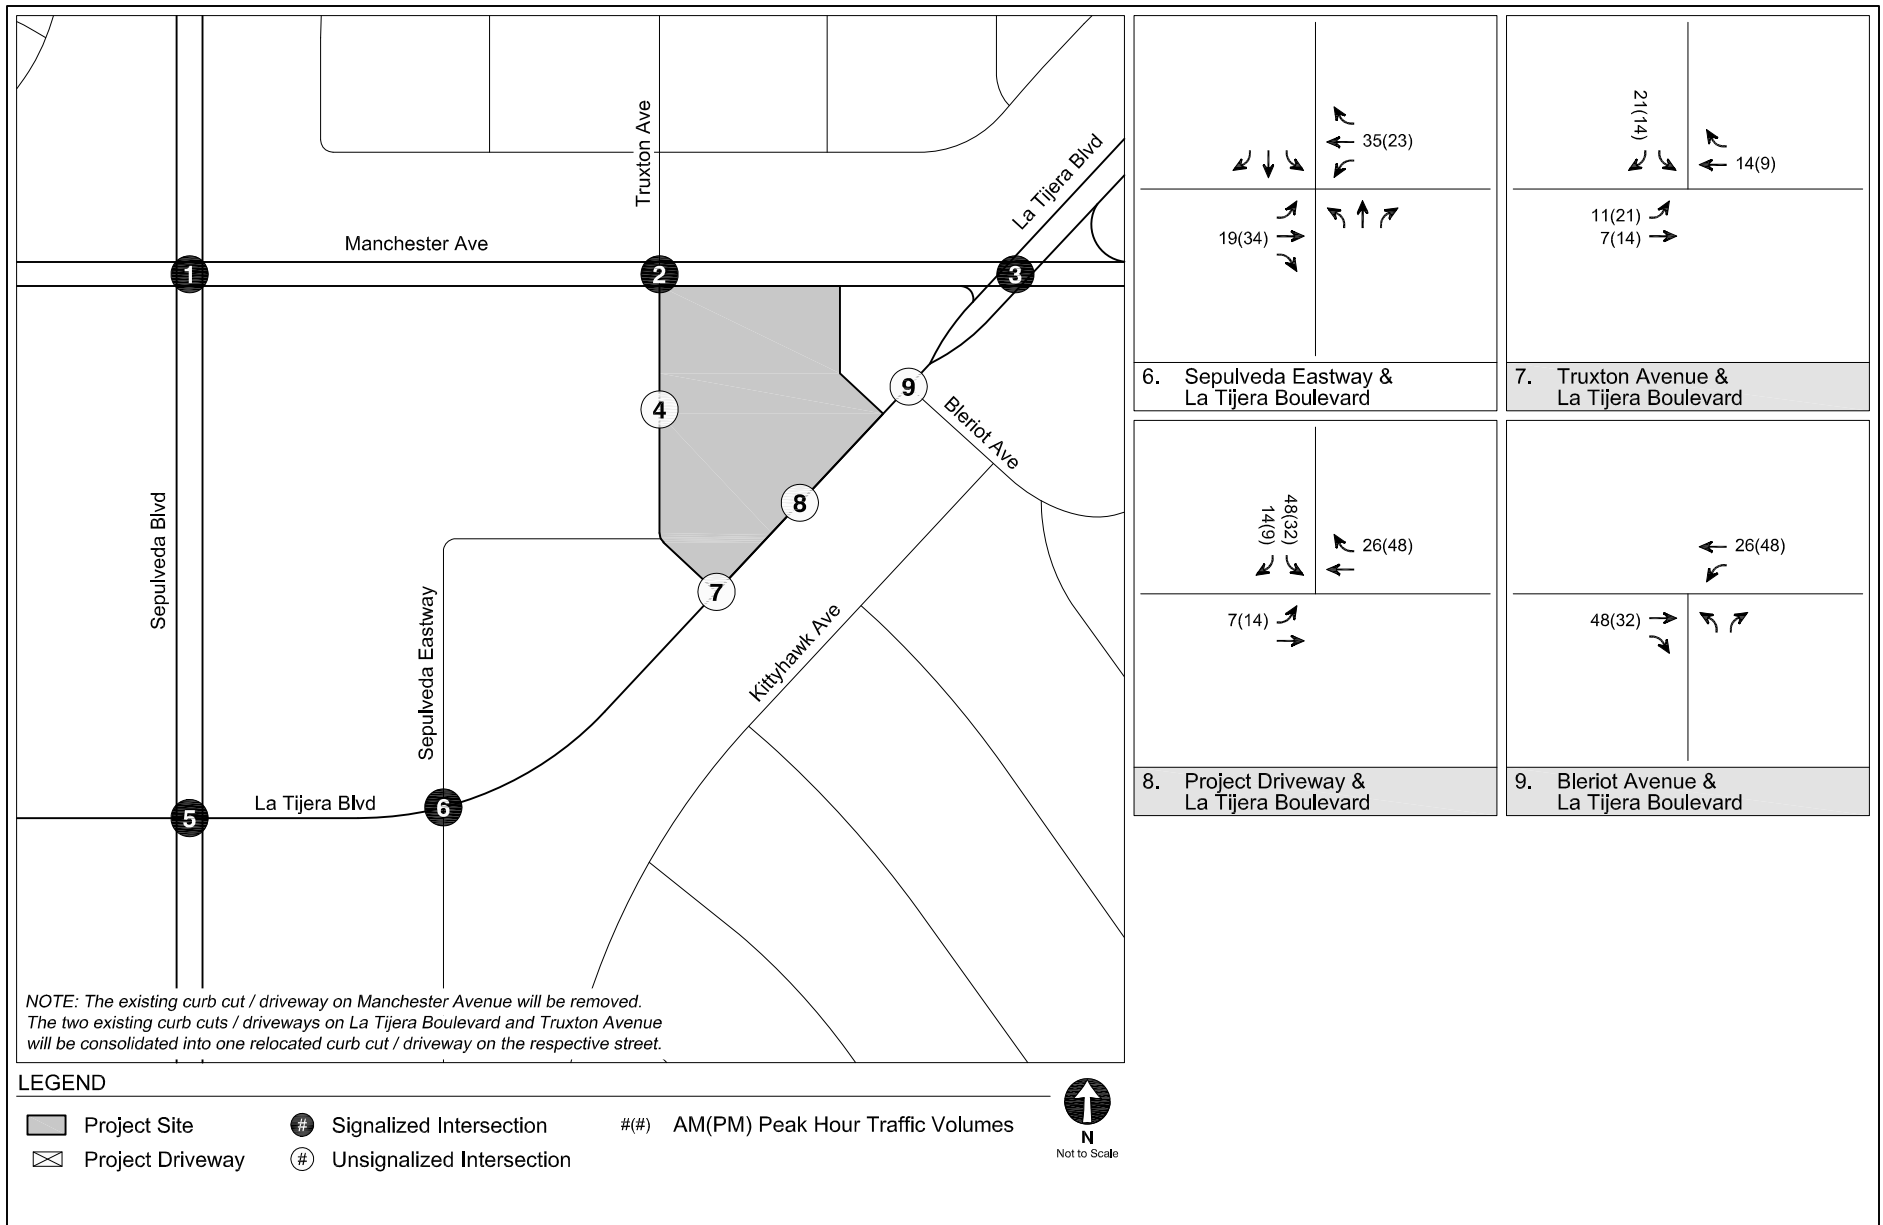 Truxton Ave
La Tijera Blvd
Manchester Ave
1
2
3
4
9
Bleriot Ave
8
Sepulveda Blvd
7
Sepulveda Eastway
Kittyhawk Ave
La Tijera Blvd
5
6
NOTE: The existing curb cut / driveway on Manchester Avenue will be removed.
The two existing curb cuts / driveways on La Tijera Boulevard and Truxton Avenue
will be consolidated into one relocated curb cut / driveway on the respective street.
35(23)
19(34)
6. Sepulveda Eastway &
La Tijera Boulevard
21(14)
14(9)
11(21)
7(14)
7. Truxton Avenue &
La Tijera Boulevard
48(32)
14(9)
26(48)
7(14)
8. Project Driveway &
La Tijera Boulevard
26(48)
48(32)
9. Bleriot Avenue &
La Tijera Boulevard
LEGEND
Project Site
# Signalized Intersection
#(#) AM(PM) Peak Hour Traffic Volumes
Project Driveway
# Unsignalized Intersection
N
Not to Scale